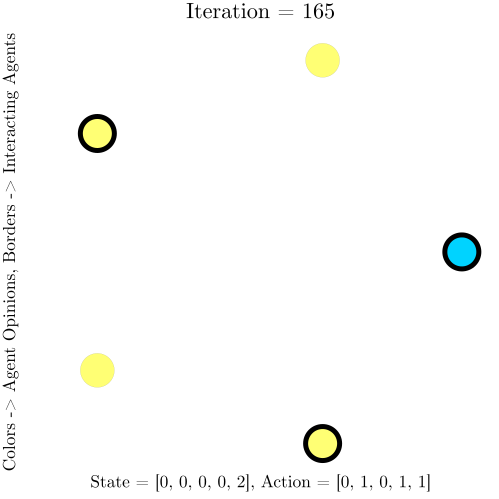 Iteration = 165
Colors -> Agent Opinions, Borders -> Interacting Agents
State = [0, 0, 0, 0, 2], Action = [0, 1, 0, 1, 1]